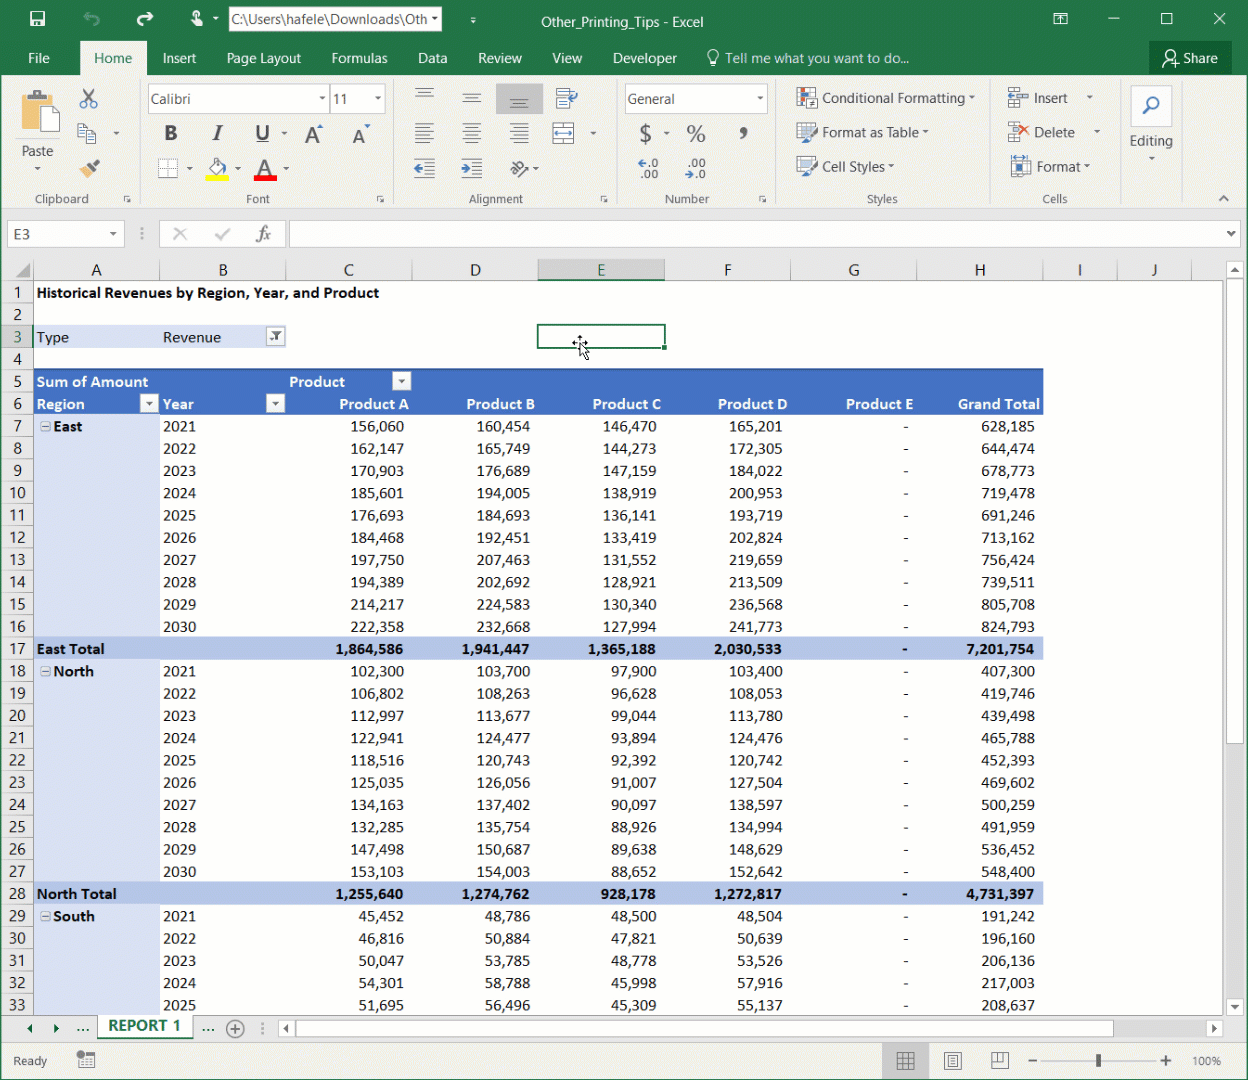 C:\Users\hafele\Downloads\Oth
Other_Printing_Tips - Excel
File Home Insert Page Layout Formulas Data Review View Developer Tell me what you want to do... Share
Calibri 11 General Conditional Formatting Insert
B I U A A $ % Format as Table Delete
Paste Editing
A Cell Styles Format
Clipboard Font Alignment Number Styles Cells
E3 fx
A B C D E F G H I J
1 Historical Revenues by Region, Year, and Product
2
3 Type Revenue
4
5 Sum of Amount Product
6 Region Year Product A Product B Product C Product D Product E Grand Total
7 East 2021 156,060 160,454 146,470 165,201 - 628,185
8 2022 162,147 165,749 144,273 172,305 - 644,474
9 2023 170,903 176,689 147,159 184,022 - 678,773
10 2024 185,601 194,005 138,919 200,953 - 719,478
11 2025 176,693 184,693 136,141 193,719 - 691,246
12 2026 184,468 192,451 133,419 202,824 - 713,162
13 2027 197,750 207,463 131,552 219,659 - 756,424
14 2028 194,389 202,692 128,921 213,509 - 739,511
15 2029 214,217 224,583 130,340 236,568 - 805,708
16 2030 222,358 232,668 127,994 241,773 - 824,793
17 East Total 1,864,586 1,941,447 1,365,188 2,030,533 - 7,201,754
18 North 2021 102,300 103,700 97,900 103,400 - 407,300
19 2022 106,802 108,263 96,628 108,053 - 419,746
20 2023 112,997 113,677 99,044 113,780 - 439,498
21 2024 122,941 124,477 93,894 124,476 - 465,788
22 2025 118,516 120,743 92,392 120,742 - 452,393
23 2026 125,035 126,056 91,007 127,504 - 469,602
24 2027 134,163 137,402 90,097 138,597 - 500,259
25 2028 132,285 135,754 88,926 134,994 - 491,959
26 2029 147,498 150,687 89,638 148,629 - 536,452
27 2030 153,103 154,003 88,652 152,642 - 548,400
28 North Total 1,255,640 1,274,762 928,178 1,272,817 - 4,731,397
29 South 2021 45,452 48,786 48,500 48,504 - 191,242
30 2022 46,816 50,884 47,821 50,639 - 196,160
31 2023 50,047 53,785 48,778 53,526 - 206,136
32 2024 54,301 58,788 45,998 57,916 - 217,003
33 2025 51,695 56,496 45,309 55,137 - 208,637
... REPORT 1 ...
Ready 100%